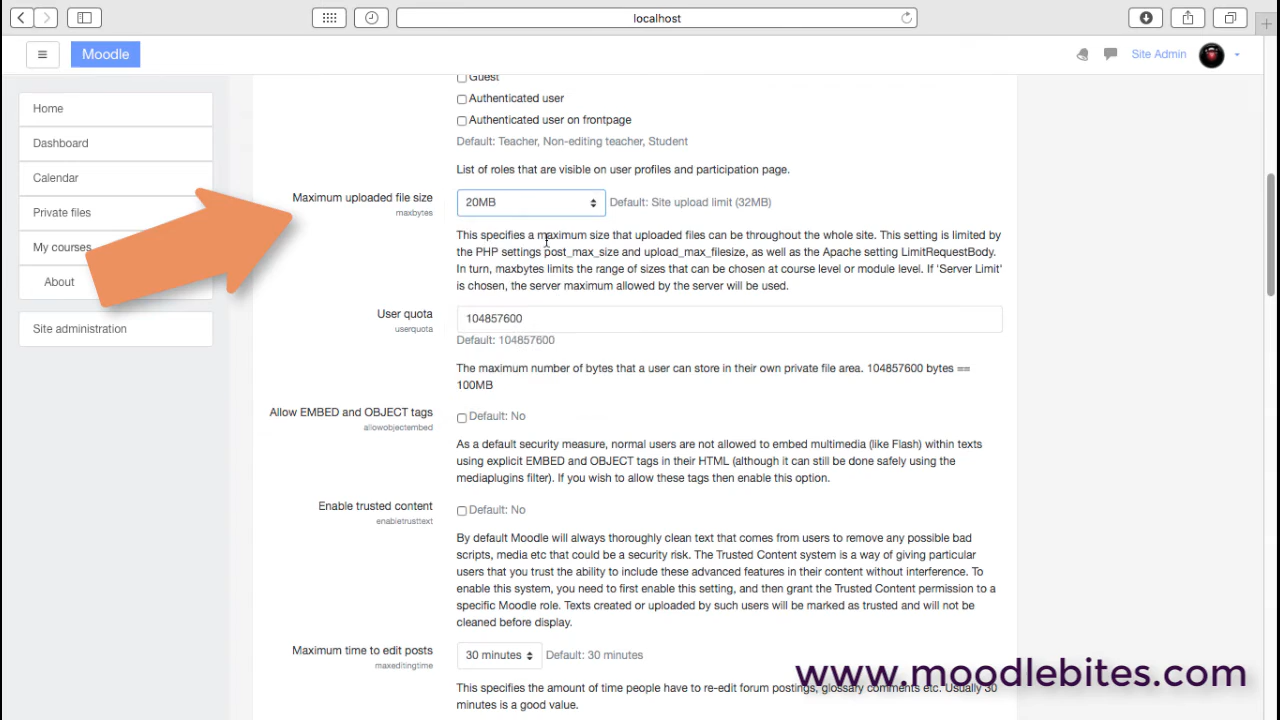 localhost
Moodle
Site Admin
Home
Dashboard
Calendar
Private files
My courses
About
Site administration
Guest
Authenticated user
Authenticated user on frontpage
Default: Teacher, Non-editing teacher, Student
List of roles that are visible on user profiles and participation page.
Maximum uploaded file size
maxbytes
20MB
Default: Site upload limit (32MB)
This specifies a maximum size that uploaded files can be throughout the whole site. This setting is limited by
the PHP settings post_max_size and upload_max_filesize, as well as the Apache setting LimitRequestBody.
In turn, maxbytes limits the range of sizes that can be chosen at course level or module level. If 'Server Limit'
is chosen, the server maximum allowed by the server will be used.
User quota
userquota
104857600
Default: 104857600
The maximum number of bytes that a user can store in their own private file area. 104857600 bytes ==
100MB
Allow EMBED and OBJECT tags
allowobjectembed
Default: No
As a default security measure, normal users are not allowed to embed multimedia (like Flash) within texts
using explicit EMBED and OBJECT tags in their HTML (although it can still be done safely using the
mediaplugins filter). If you wish to allow these tags then enable this option.
Enable trusted content
enabletrusttext
Default: No
By default Moodle will always thoroughly clean text that comes from users to remove any possible bad
scripts, media etc that could be a security risk. The Trusted Content system is a way of giving particular
users that you trust the ability to include these advanced features in their content without interference. To
enable this system, you need to first enable this setting, and then grant the Trusted Content permission to a
specific Moodle role. Texts created or uploaded by such users will be marked as trusted and will not be
cleaned before display.
Maximum time to edit posts
maxeditingtime
30 minutes
Default: 30 minutes
This specifies the amount of time people have to re-edit forum postings, glossary comments etc. Usually 30
minutes is a good value.
www.moodlebites.com